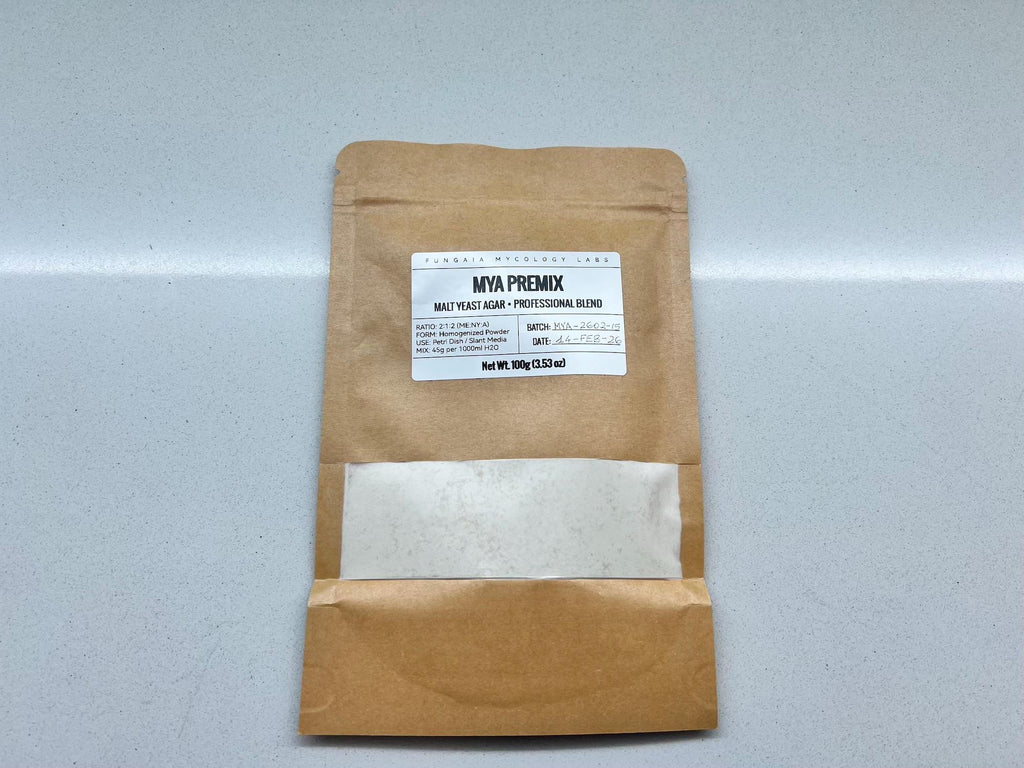 FUNGAIA MYCOLOGY LABS
MYA PREMIX
MALT YEAST AGAR • PROFESSIONAL BLEND
RATIO: 2:1:2 (ME:NY:A)
FORM: Homogenized Powder
USE: Petri Dish / Slant Media
MIX: 45g per 1000ml H2O
BATCH: MYA-2602-15
DATE: 14-FEB-26
Net Wt. 100g (3.53 oz)